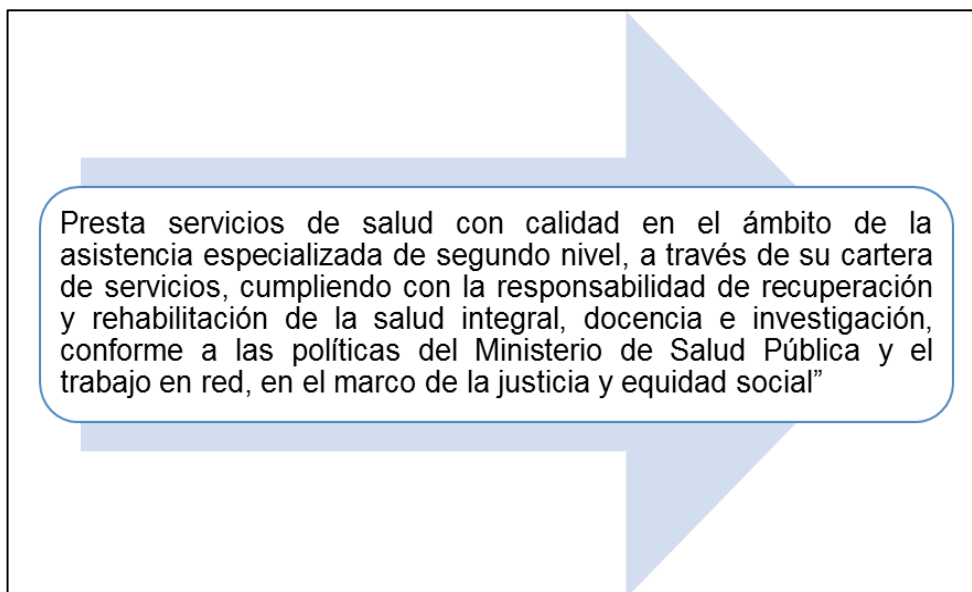 Presta servicios de salud con calidad en el ámbito de la
asistencia especializada de segundo nivel, a través de su cartera
de servicios, cumpliendo con la responsabilidad de recuperación
y rehabilitación de la salud integral, docencia e investigación,
conforme a las políticas del Ministerio de Salud Pública y el
trabajo en red, en el marco de la justicia y equidad social”